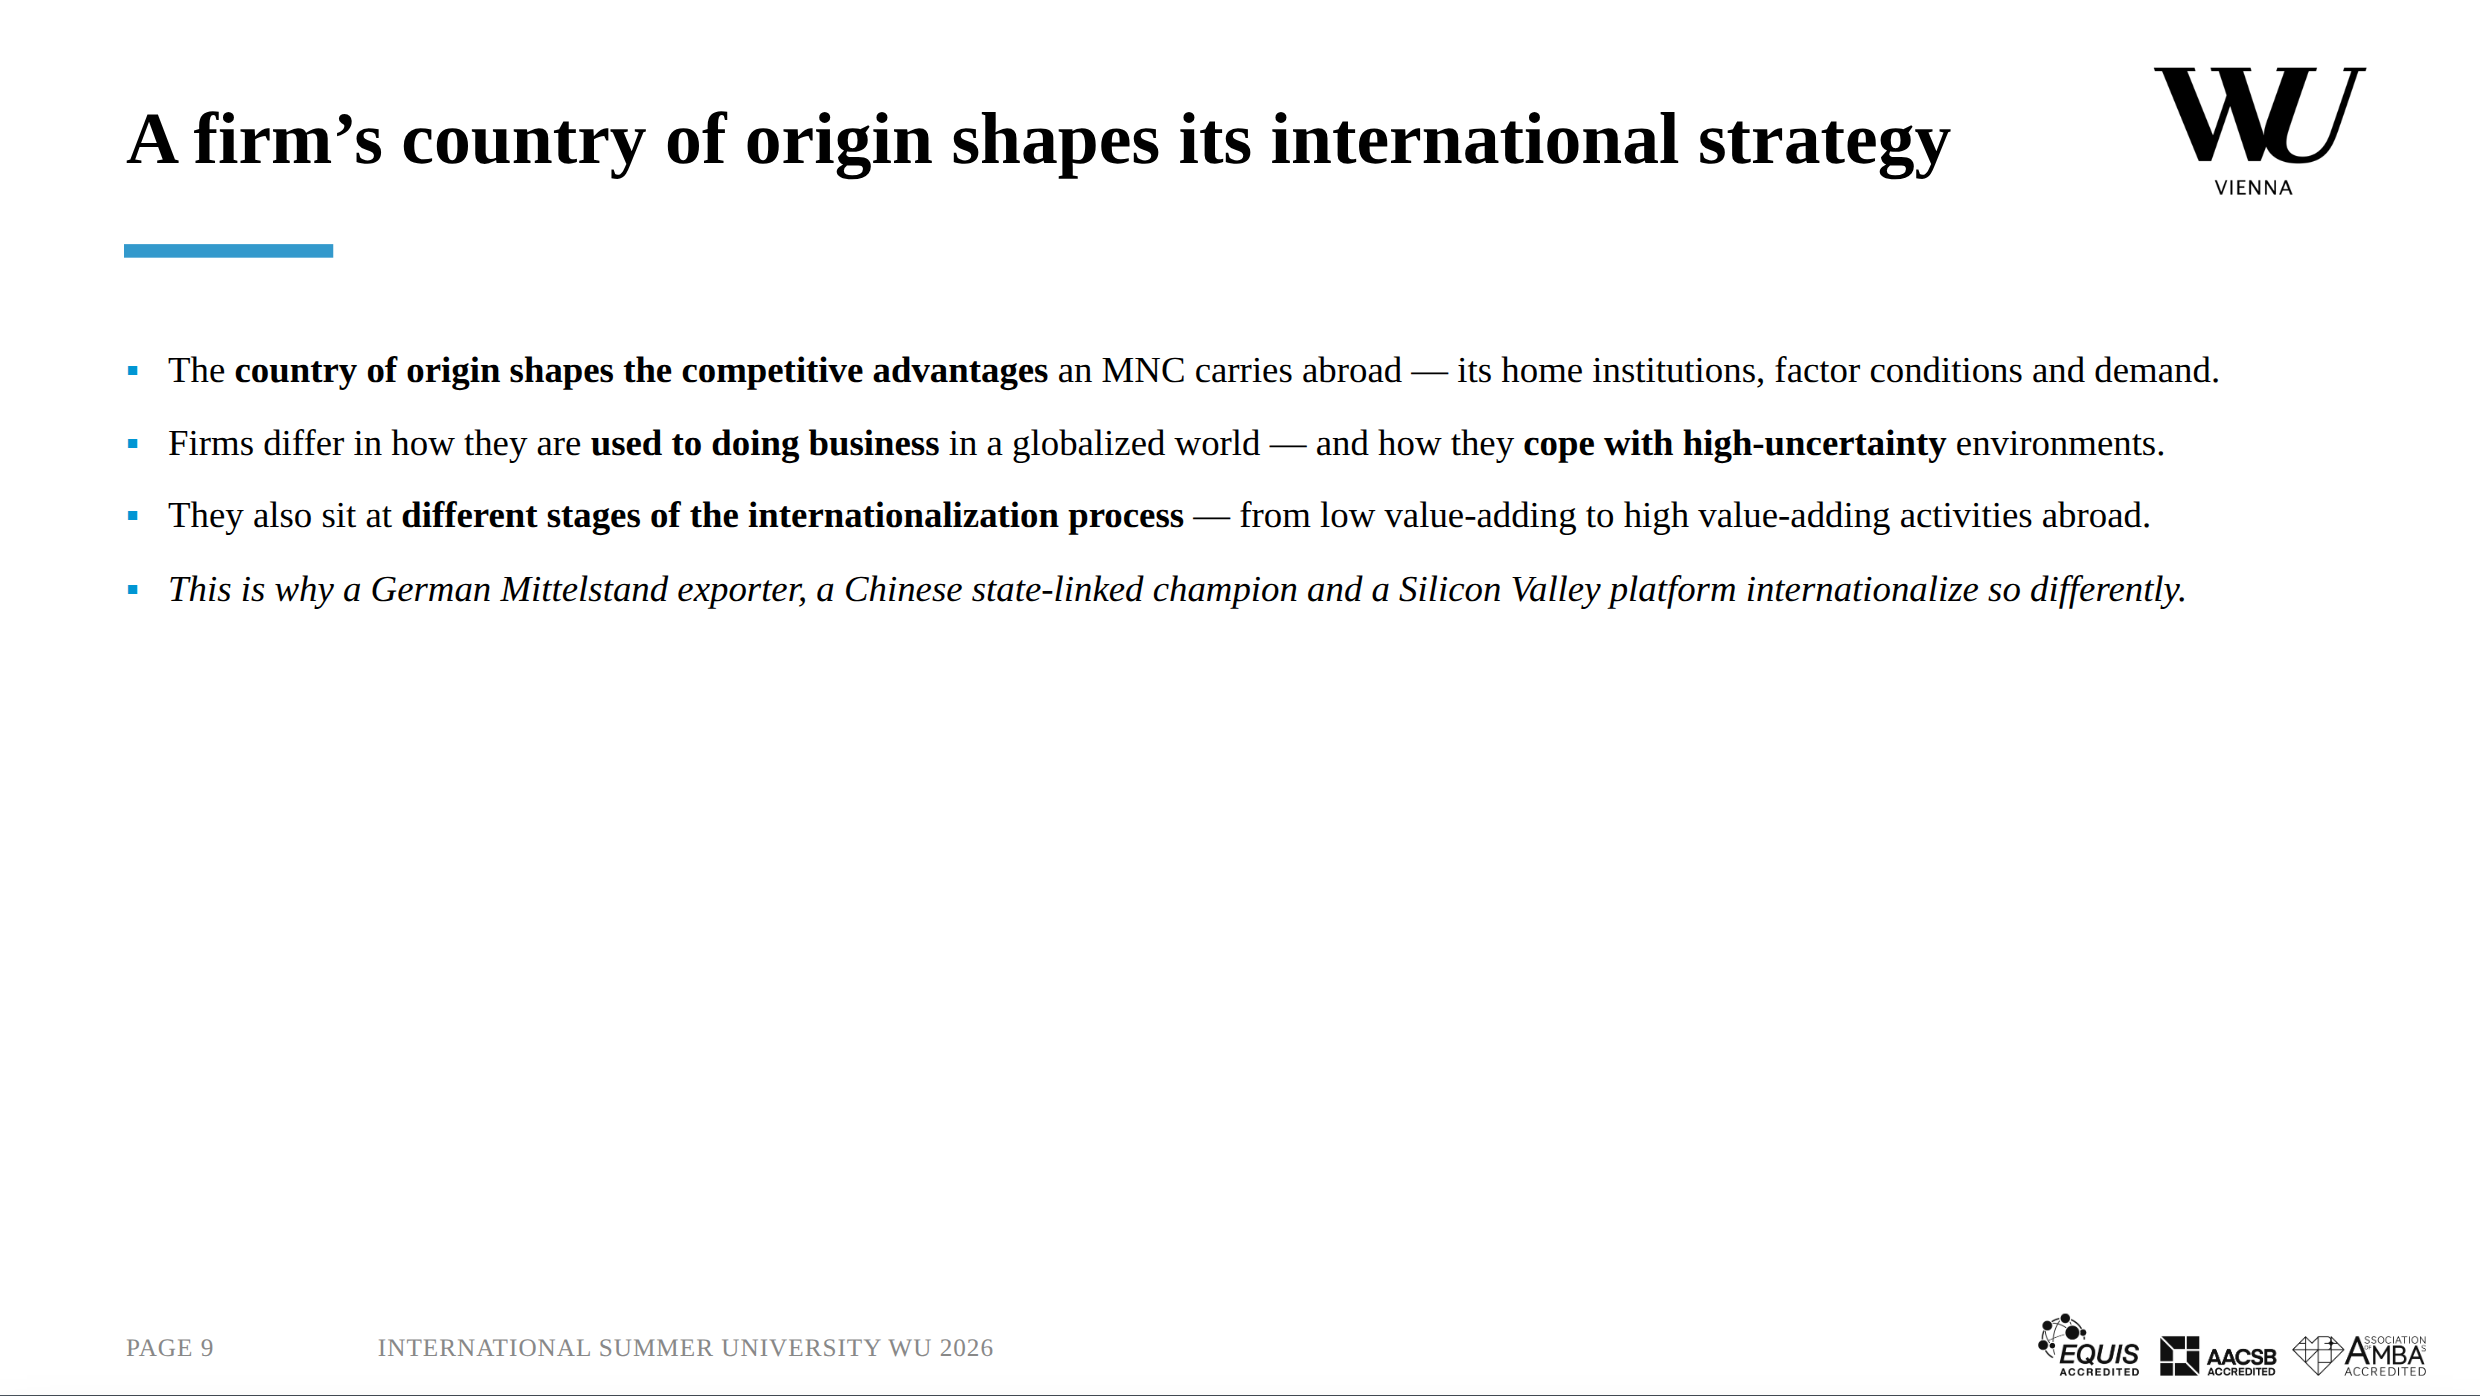 A firm’s country of origin shapes its international strategy
WU
VIENNA
▪ The country of origin shapes the competitive advantages an MNC carries abroad — its home institutions, factor conditions and demand.
▪ Firms differ in how they are used to doing business in a globalized world — and how they cope with high-uncertainty environments.
▪ They also sit at different stages of the internationalization process — from low value-adding to high value-adding activities abroad.
▪ This is why a German Mittelstand exporter, a Chinese state-linked champion and a Silicon Valley platform internationalize so differently.
PAGE 9
INTERNATIONAL SUMMER UNIVERSITY WU 2026
EQUIS
ACCREDITED
AACSB
ACCREDITED
ASSOCIATION
OF
AMBAS
ACCREDITED